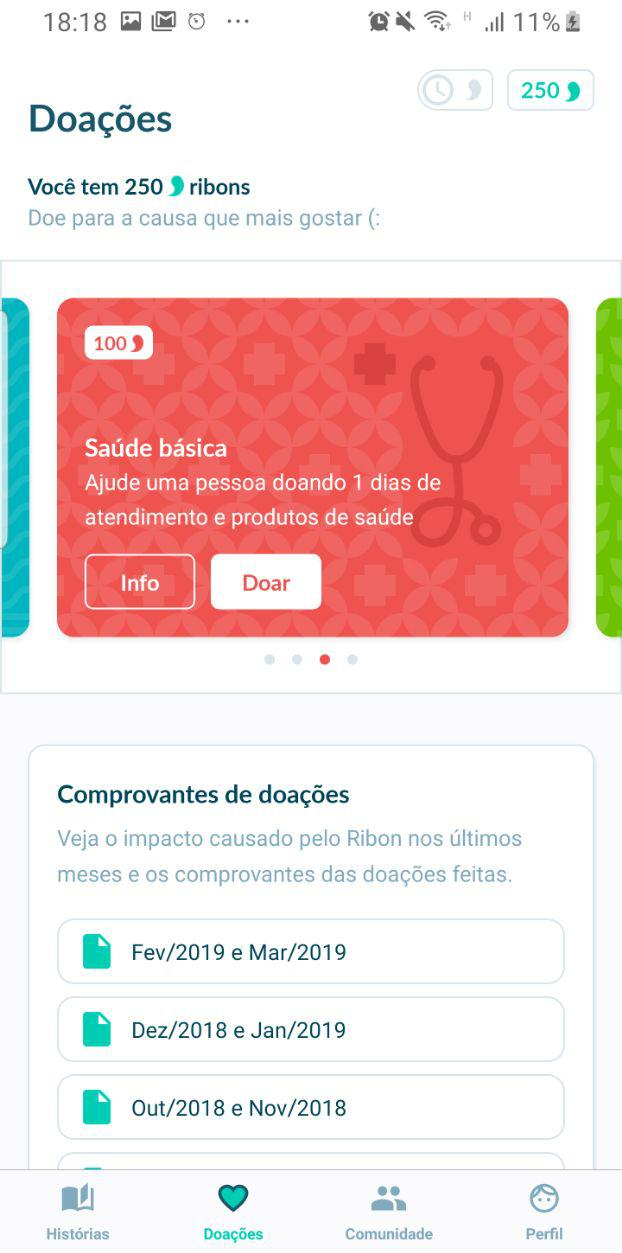 18:18
H
11%
250
Doações
Você tem 250 ribons
Doe para a causa que mais gostar (:
100
Saúde básica
Ajude uma pessoa doando 1 dias de
atendimento e produtos de saúde
Info
Doar
Comprovantes de doações
Veja o impacto causado pelo Ribon nos últimos
meses e os comprovantes das doações feitas.
Fev/2019 e Mar/2019
Dez/2018 e Jan/2019
Out/2018 e Nov/2018
Histórias
Doações
Comunidade
Perfil